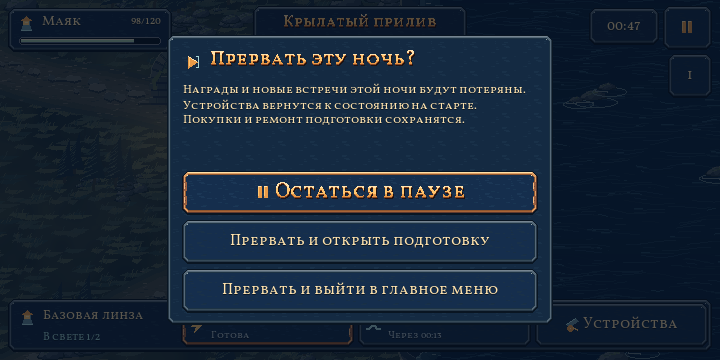 Маяк
98/120
Крылатый прилив
00:47
I
Прервать эту ночь?
Награды и новые встречи этой ночи будут потеряны.
Устройства вернутся к состоянию на старте.
Покупки и ремонт подготовки сохранятся.
Остаться в паузе
Прервать и открыть подготовку
Прервать и выйти в главное меню
Базовая линза
В свете 1/2
Готова
Через 00:13
Устройства